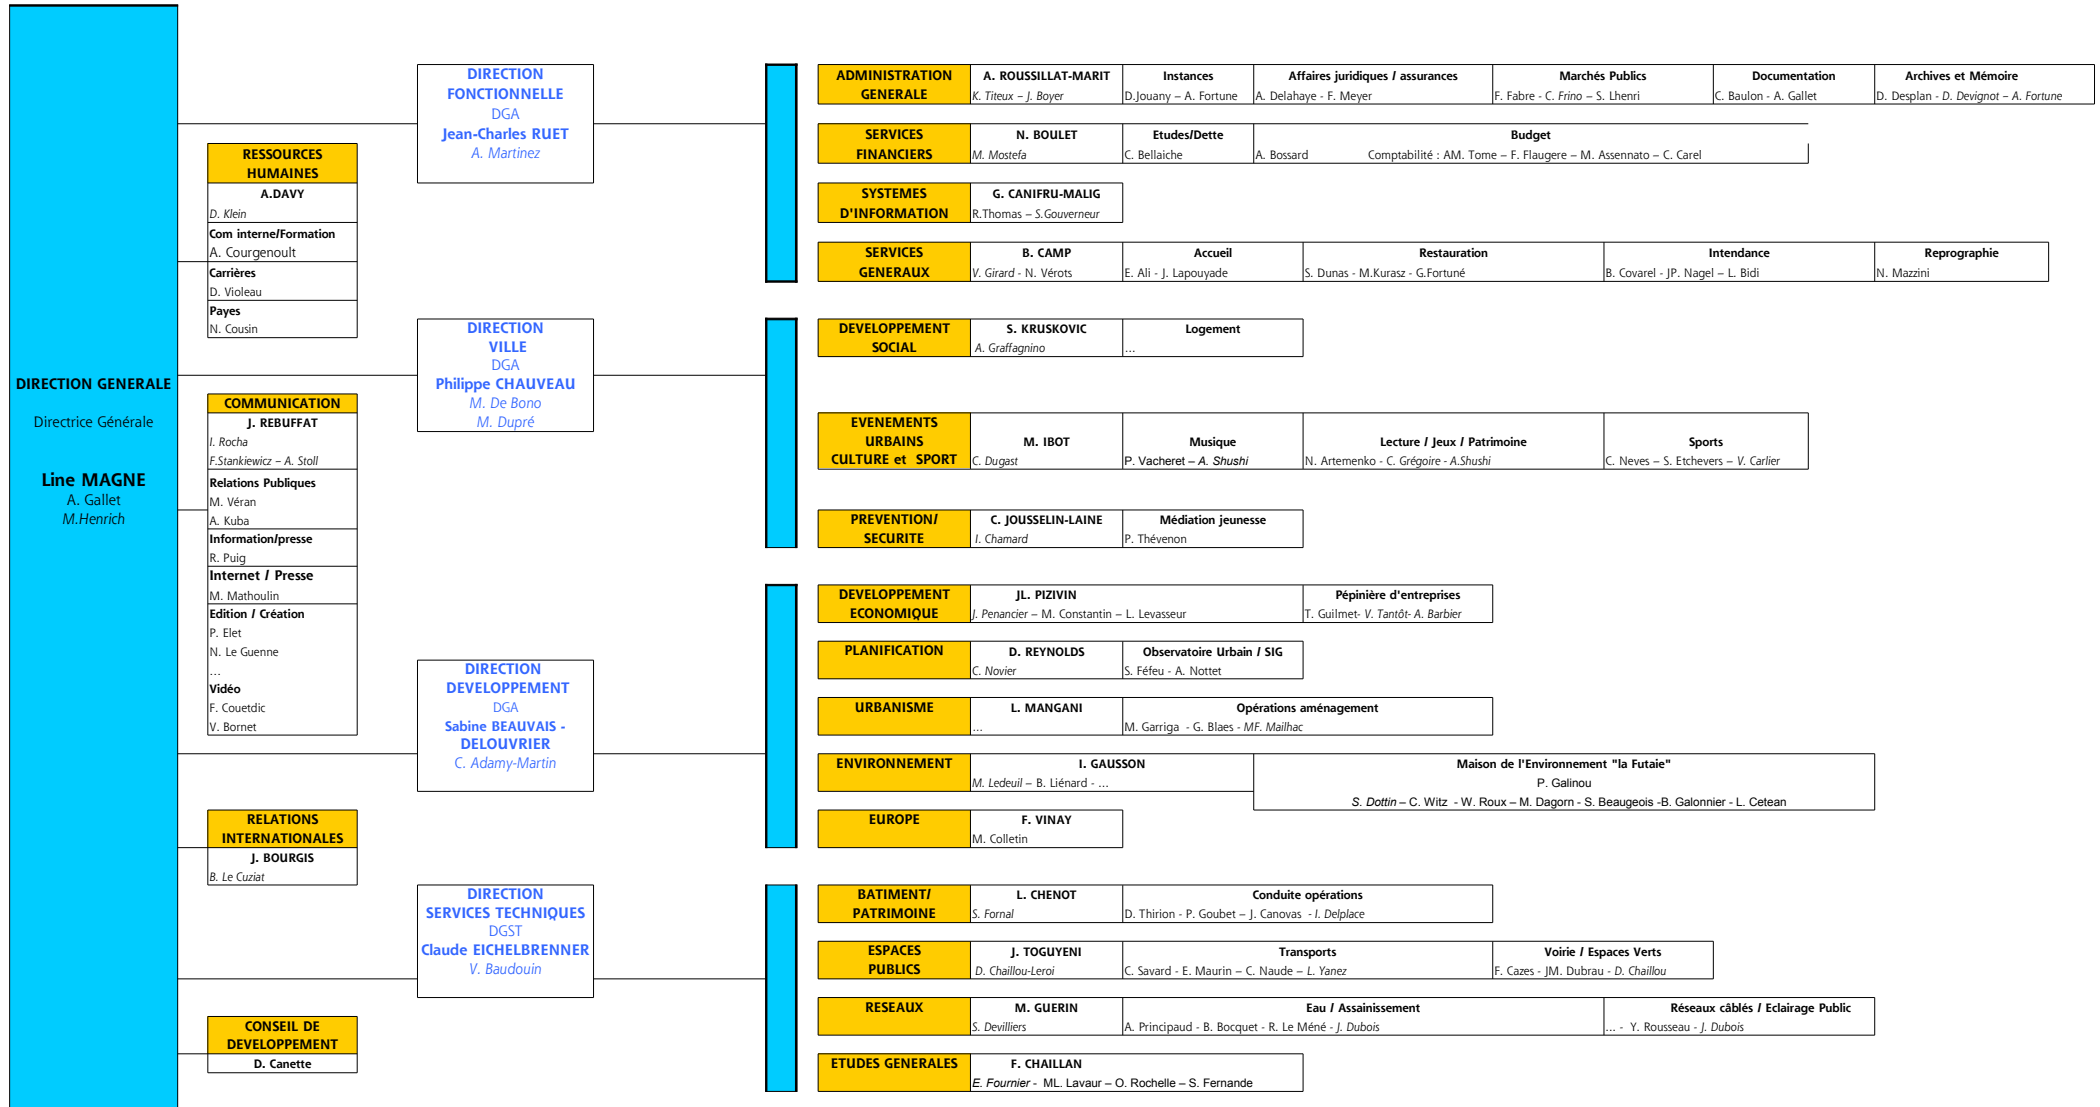 DIRECTION GENERALE
Directrice Générale
Line MAGNE
A. Gallet
M.Henrich
RESSOURCES
HUMAINES
A.DAVY
D. Klein
Com interne/Formation
A. Courgenoult
Carrières
D. Violeau
Payes
N. Cousin
COMMUNICATION
J. REBUFFAT
I. Rocha
F.Stankiewicz – A. Stoll
Relations Publiques
M. Véran
A. Kuba
Information/presse
R. Puig
Internet / Presse
M. Mathoulin
Edition / Création
P. Elet
N. Le Guenne
...
Vidéo
F. Couetdic
V. Bornet
RELATIONS
INTERNATIONALES
J. BOURGIS
B. Le Cuziat
CONSEIL DE
DEVELOPPEMENT
D. Canette
DIRECTION
FONCTIONNELLE
DGA
Jean-Charles RUET
A. Martinez
ADMINISTRATION
GENERALE
A. ROUSSILLAT-MARIT
K. Titeux – J. Boyer
Instances
D.Jouany – A. Fortune
Affaires juridiques / assurances
A. Delahaye - F. Meyer
Marchés Publics
F. Fabre - C. Frino – S. Lhenri
Documentation
C. Baulon - A. Gallet
Archives et Mémoire
D. Desplan - D. Devignot – A. Fortune
SERVICES
FINANCIERS
N. BOULET
M. Mostefa
Etudes/Dette
C. Bellaiche
Budget
A. Bossard Comptabilité : AM. Tome – F. Flaugere – M. Assennato – C. Carel
SYSTEMES
D'INFORMATION
G. CANIFRU-MALIG
R.Thomas – S.Gouverneur
SERVICES
GENERAUX
B. CAMP
V. Girard - N. Vérots
Accueil
E. Ali - J. Lapouyade
Restauration
S. Dunas - M.Kurasz - G.Fortuné
Intendance
B. Covarel - JP. Nagel – L. Bidi
Reprographie
N. Mazzini
DIRECTION
VILLE
DGA
Philippe CHAUVEAU
M. De Bono
M. Dupré
DEVELOPPEMENT
SOCIAL
S. KRUSKOVIC
A. Graffagnino
Logement
...
EVENEMENTS
URBAINS
CULTURE et SPORT
M. IBOT
C. Dugast
Musique
P. Vacheret – A. Shushi
Lecture / Jeux / Patrimoine
N. Artemenko - C. Grégoire - A.Shushi
Sports
C. Neves – S. Etchevers – V. Carlier
PREVENTION/
SECURITE
C. JOUSSELIN-LAINE
I. Chamard
Médiation jeunesse
P. Thévenon
DIRECTION
DEVELOPPEMENT
DGA
Sabine BEAUVAIS -
DELOUVRIER
C. Adamy-Martin
DEVELOPPEMENT
ECONOMIQUE
JL. PIZIVIN
J. Penancier – M. Constantin – L. Levasseur
Pépinière d'entreprises
T. Guilmet- V. Tantôt- A. Barbier
PLANIFICATION
D. REYNOLDS
C. Novier
Observatoire Urbain / SIG
S. Féfeu - A. Nottet
URBANISME
L. MANGANI
...
Opérations aménagement
M. Garriga - G. Blaes - MF. Mailhac
ENVIRONNEMENT
I. GAUSSON
M. Ledeuil – B. Liénard - ...
Maison de l'Environnement "la Futaie"
P. Galinou
S. Dottin – C. Witz - W. Roux – M. Dagorn - S. Beaugeois -B. Galonnier - L. Cetean
EUROPE
F. VINAY
M. Colletin
DIRECTION
SERVICES TECHNIQUES
DGST
Claude EICHELBRENNER
V. Baudouin
BATIMENT/
PATRIMOINE
L. CHENOT
S. Fornal
Conduite opérations
D. Thirion - P. Goubet – J. Canovas - I. Delplace
ESPACES
PUBLICS
J. TOGUYENI
D. Chaillou-Leroi
Transports
C. Savard - E. Maurin – C. Naude – L. Yanez
Voirie / Espaces Verts
F. Cazes - JM. Dubrau - D. Chaillou
RESEAUX
M. GUERIN
S. Devilliers
Eau / Assainissement
A. Principaud - B. Bocquet - R. Le Méné - J. Dubois
Réseaux câblés / Eclairage Public
... - Y. Rousseau - J. Dubois
ETUDES GENERALES
F. CHAILLAN
E. Fournier - ML. Lavaur – O. Rochelle – S. Fernande